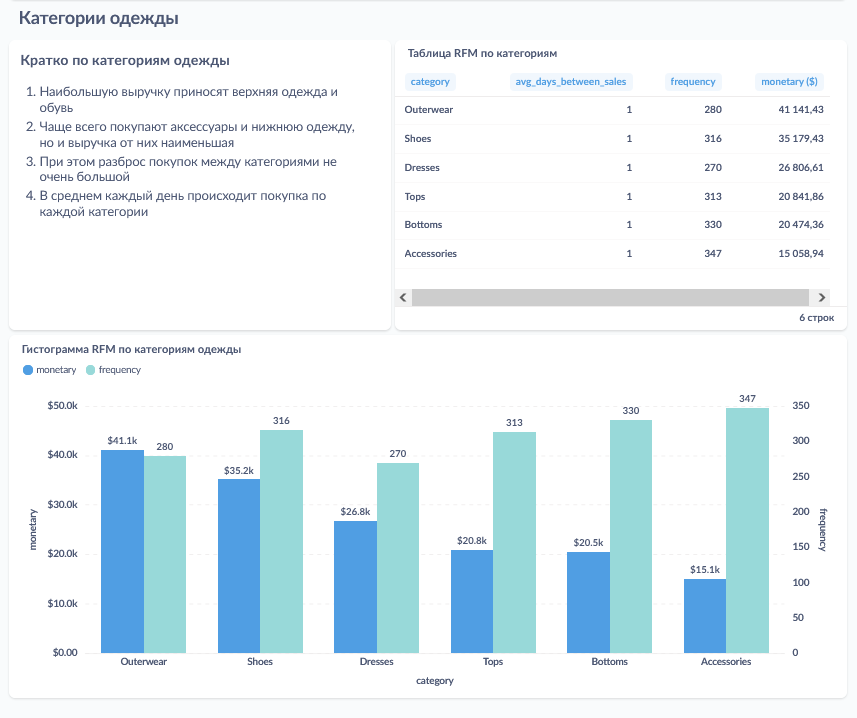 Категории одежды
Кратко по категориям одежды
1. Наибольшую выручку приносят верхняя одежда и
обувь
2. Чаще всего покупают аксессуары и нижнюю одежду,
но и выручка от них наименьшая
3. При этом разброс покупок между категориями не
очень большой
4. В среднем каждый день происходит покупка по
каждой категории
Таблица RFM по категориям
category avg_days_between_sales frequency monetary ($)
Outerwear 1 280 41 141,43
Shoes 1 316 35 179,43
Dresses 1 270 26 806,61
Tops 1 313 20 841,86
Bottoms 1 330 20 474,36
Accessories 1 347 15 058,94
6 строк
Гистограмма RFM по категориям одежды
monetary frequency
$50.0k
$40.0k
$30.0k
$20.0k
$10.0k
$0.00
monetary
$41.1k 280
$35.2k 316
$26.8k 270
$20.8k 313
$20.5k 330
$15.1k 347
350
300
250
200
150
100
50
0
frequency
Outerwear Shoes Dresses Tops Bottoms Accessories
category